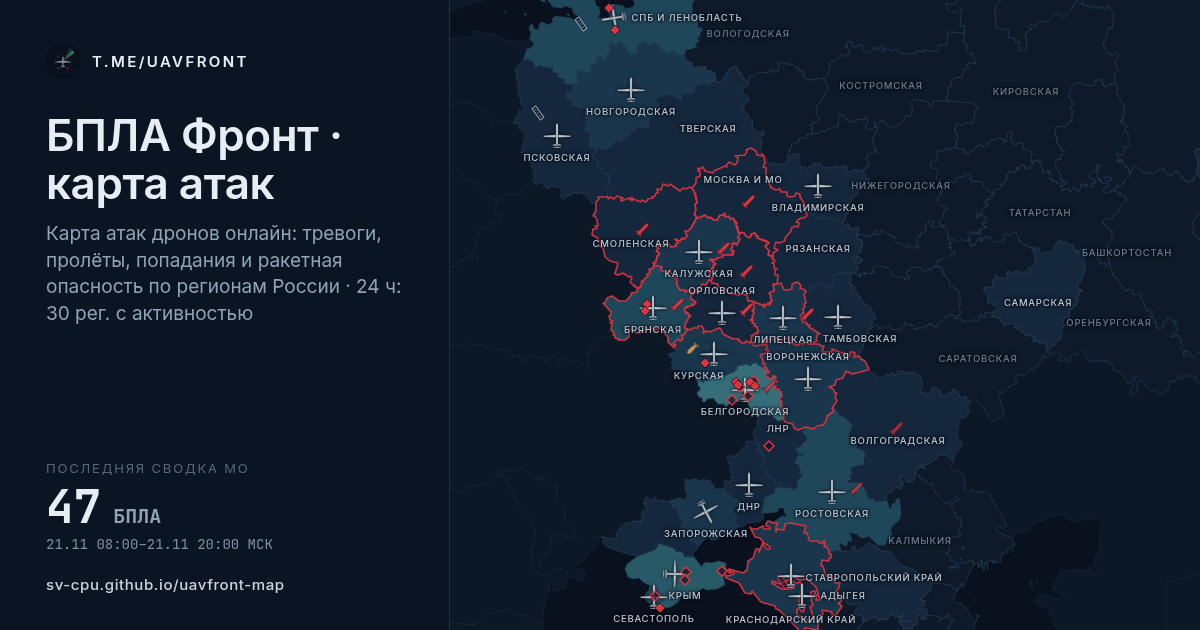 T.ME/UAVFRONT
БПЛА Фронт ·
карта атак
Карта атак дронов онлайн: тревоги,
пролёты, попадания и ракетная
опасность по регионам России · 24 ч:
30 рег. с активностью
ПОСЛЕДНЯЯ СВОДКА МО
47 БПЛА
21.11 08:00–21.11 20:00 МСК
sv-cpu.github.io/uavfront-map
СПБ И ЛЕНОБЛАСТЬ
ВОЛОГОДСКАЯ
КОСТРОМСКАЯ
КИРОВСКАЯ
НОВГОРОДСКАЯ
ТВЕРСКАЯ
ПСКОВСКАЯ
МОСКВА И МО
НИЖЕГОРОДСКАЯ
ВЛАДИМИРСКАЯ
ТАТАРСТАН
СМОЛЕНСКАЯ
РЯЗАНСКАЯ
БАШКОРТОСТАН
КАЛУЖСКАЯ
ОРЛОВСКАЯ
САМАРСКАЯ
ОРЕНБУРГСКАЯ
БРЯНСКАЯ
ЛИПЕЦКАЯ
ТАМБОВСКАЯ
ВОРОНЕЖСКАЯ
САРАТОВСКАЯ
КУРСКАЯ
БЕЛГОРОДСКАЯ
ЛНР
ВОЛГОГРАДСКАЯ
ДНР
РОСТОВСКАЯ
ЗАПОРОЖСКАЯ
КАЛМЫКИЯ
СТАВРОПОЛЬСКИЙ КРАЙ
КРЫМ
АДЫГЕЯ
СЕВАСТОПОЛЬ
КРАСНОДАРСКИЙ КРАЙ